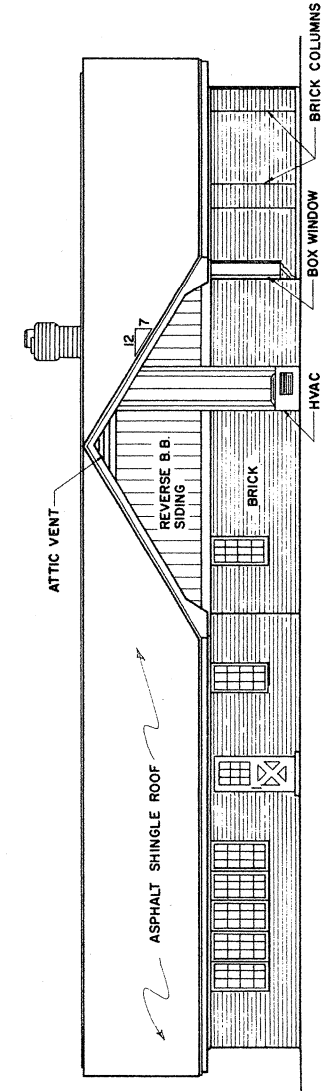 ASPHALT SHINGLE ROOF
ATTIC VENT
12
7
REVERSE B.B.
SIDING
BRICK
HVAC
BOX WINDOW
BRICK COLUMNS